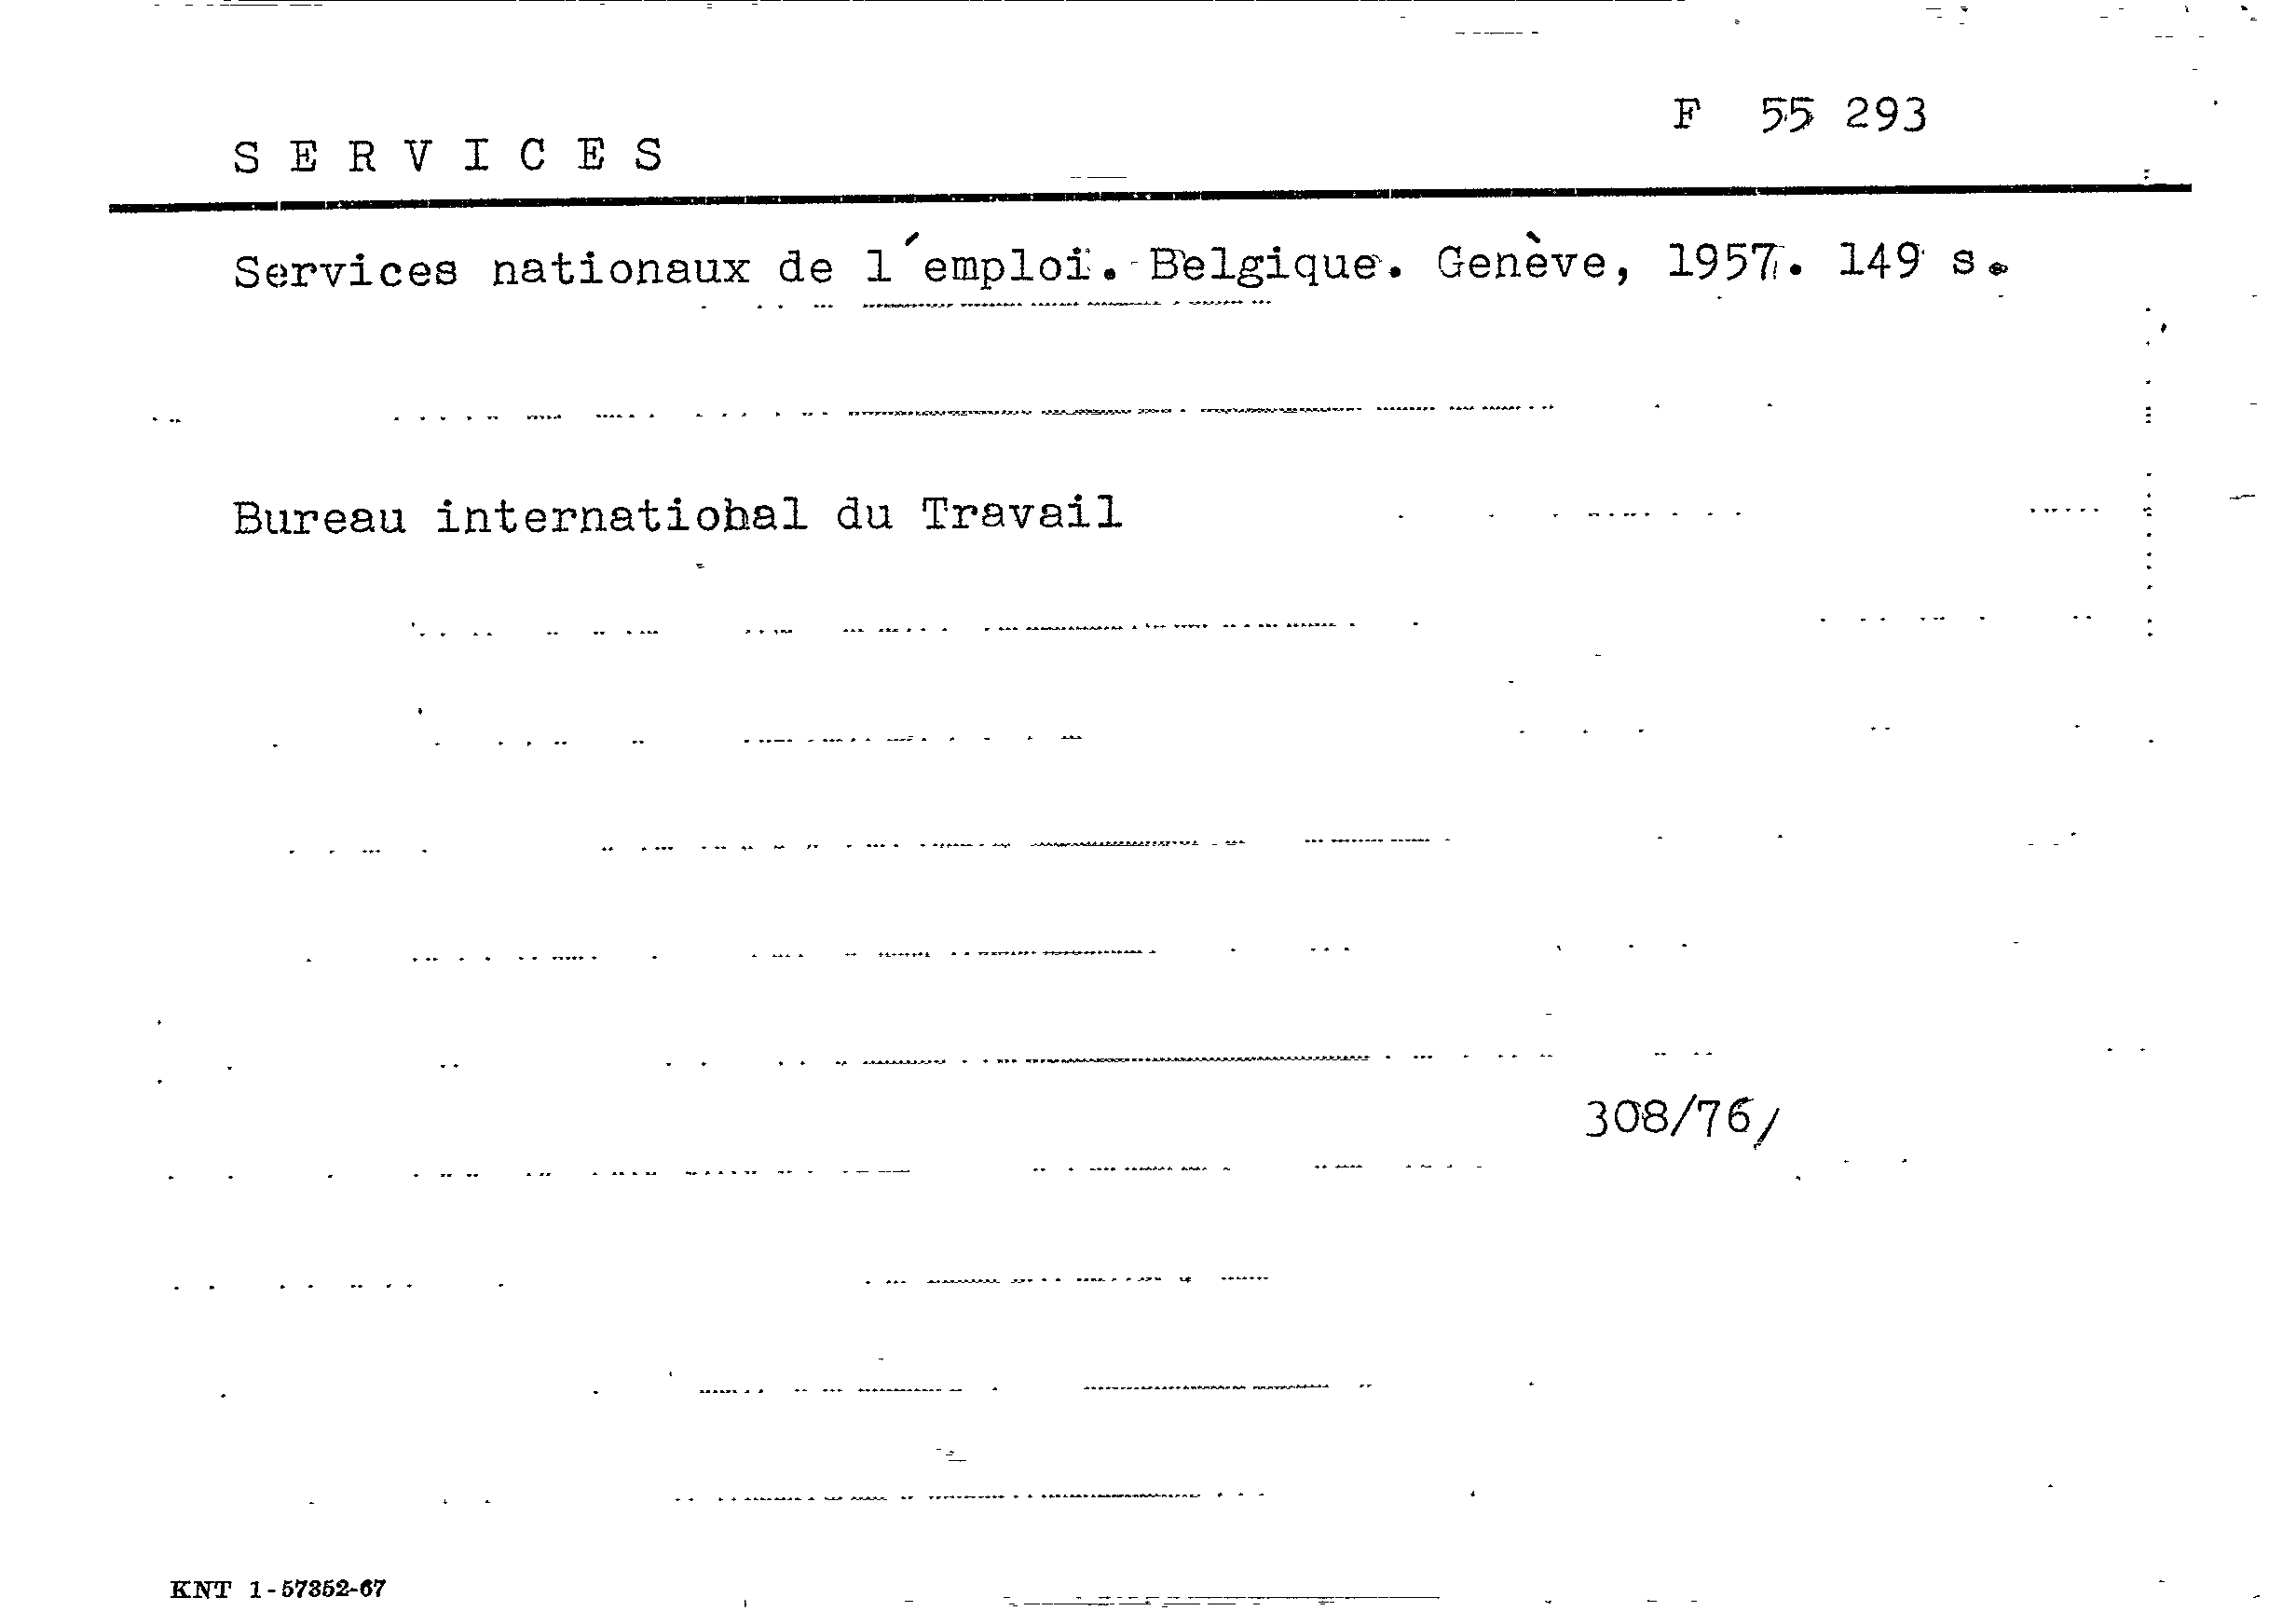 F 55 293
S E R V I C E S
Services nationaux de l´emploi. Belgique. Genève, 1957. 149 s.
Bureau internatiohal du Travail
308/76/
KNT 1-57352-67